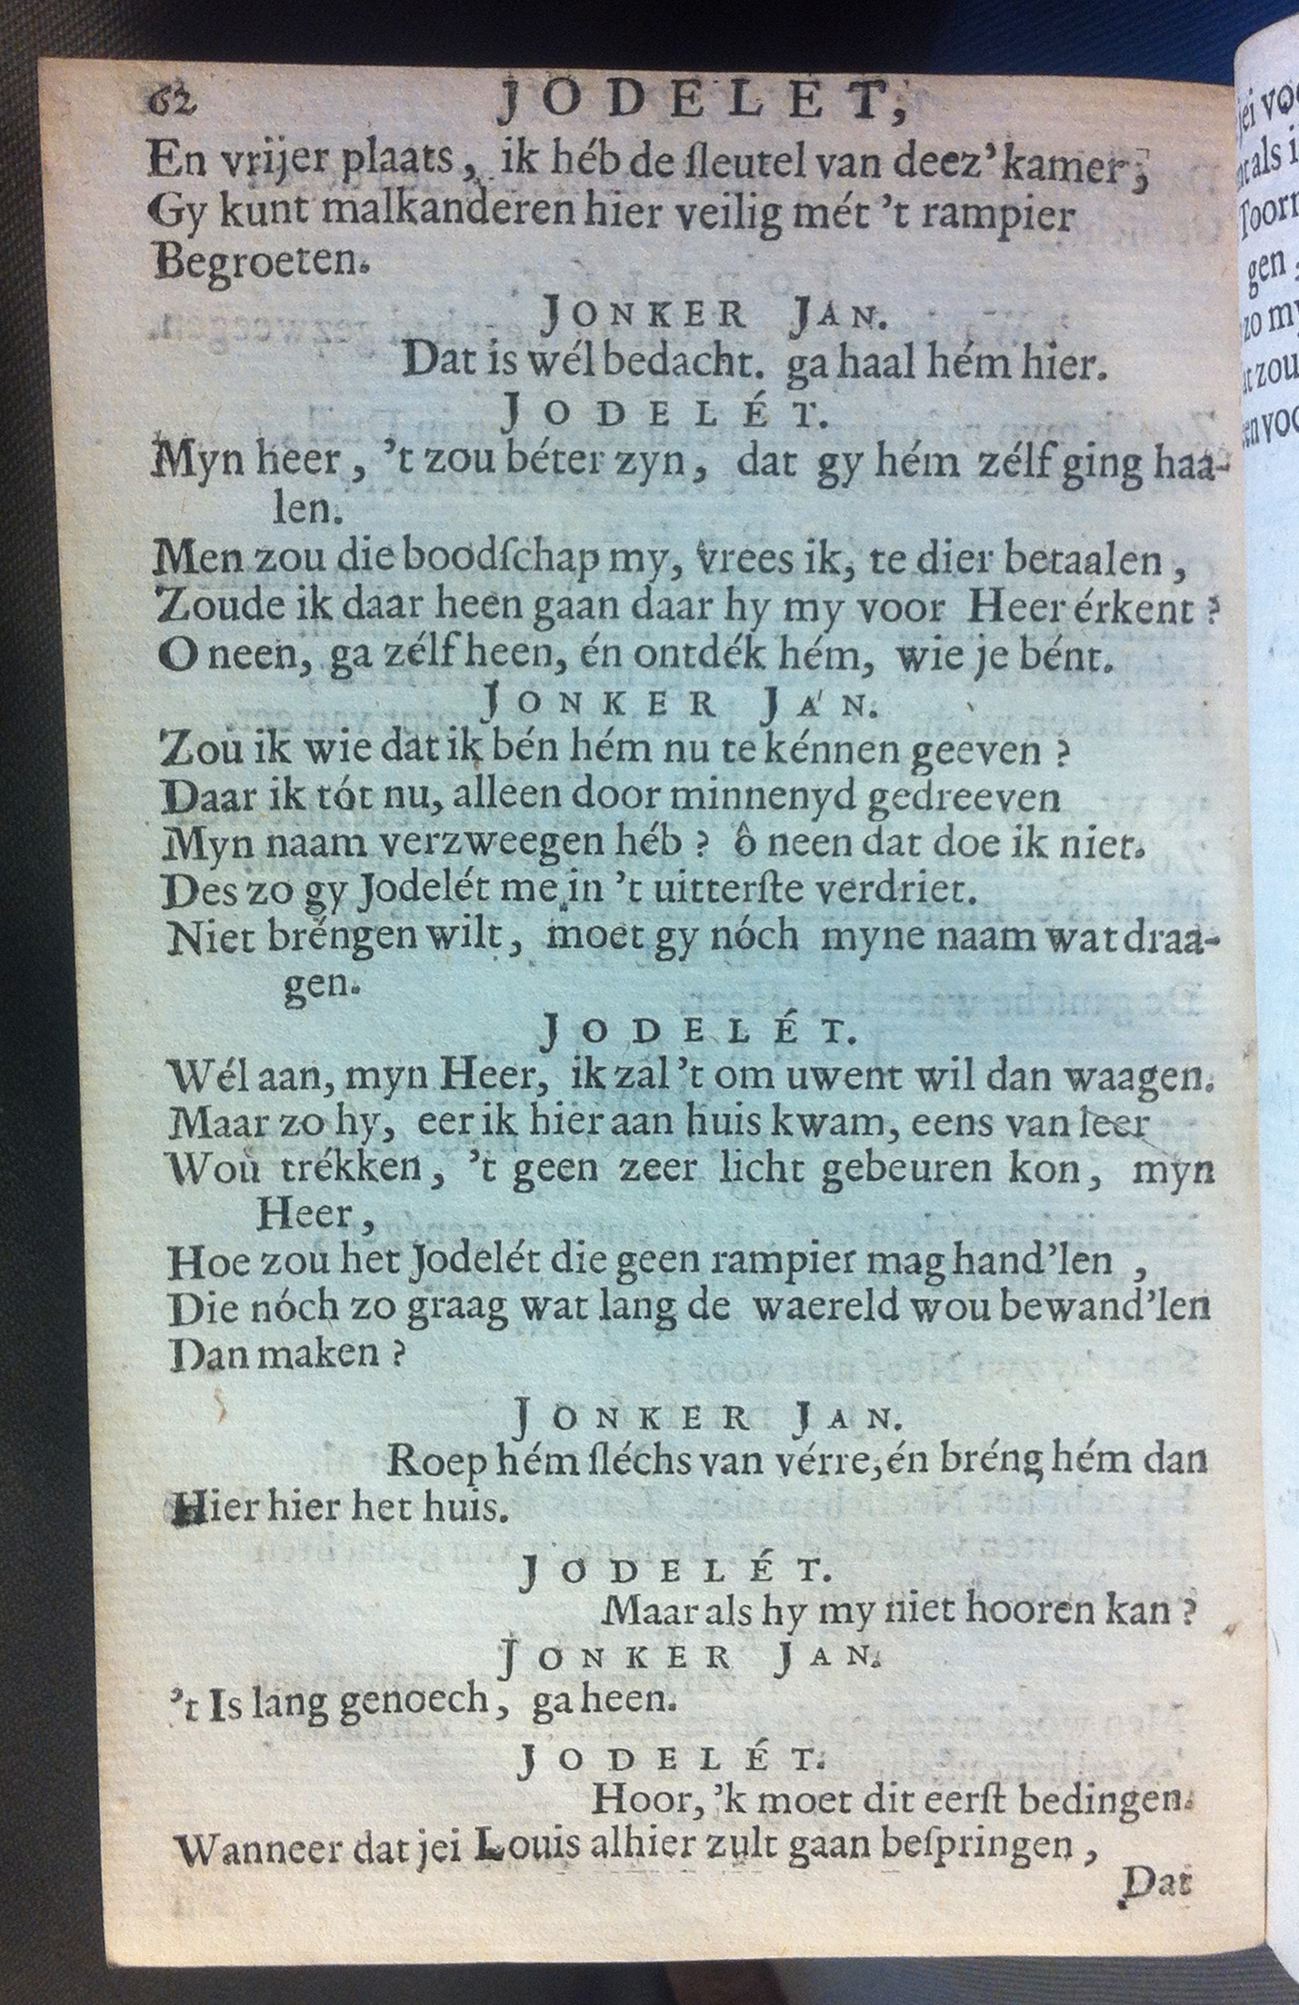 62 JODELÉT,
En vrijer plaats, ik héb de ſleutel van deez' kamer;
Gy kunt malkanderen hier veilig mét 't rampier
Begroeten.
JONKER JAN.
Dat is wél bedacht. ga haal hém hier.
JODELÉT.
Myn heer, 't zou béter zyn, dat gy hém zélf ging haa-
len.
Men zou die boodſchap my, vrees ik, te dier betaalen,
Zoude ik daar heen gaan daar hy my voor Heer érkent?
O neen, ga zélf heen, én ontdék hém, wie je bént.
JONKER JAN.
Zou ik wie dat ik bén hém nu te kénnen geeven?
Daar ik tót nu, alleen door minnenyd gedreeven
Myn naam verzweegen héb? ô neen dat doe ik niet.
Des zo gy Jodelét me in 't uitterſte verdriet.
Niet bréngen wilt, moet gy nóch myne naam wat draa-
gen.
JODELÉT.
Wél aan, myn Heer, ik zal 't om uwent wil dan waagen.
Maar zo hy, eer ik hier aan huis kwam, eens van leer
Wou trékken, 't geen zeer licht gebeuren kon, myn
Heer,
Hoe zou het Jodelét die geen rampier mag hand'len,
Die nóch zo graag wat lang de waereld wou bewand'len
Dan maken?
JONKER JAN.
Roep hém ſléchs van vérre, én bréng hém dan
Hier hier het huis.
JODELÉT.
Maar als hy my niet hooren kan?
JONKER JAN.
't Is lang genoech, ga heen.
JODELÉT.
Hoor, 'k moet dit eerſt bedingen.
Wanneer dat jei Louis alhier zult gaan beſpringen,
Dat
jei voo
als i
Toorn
gen
zo my
zou
voo